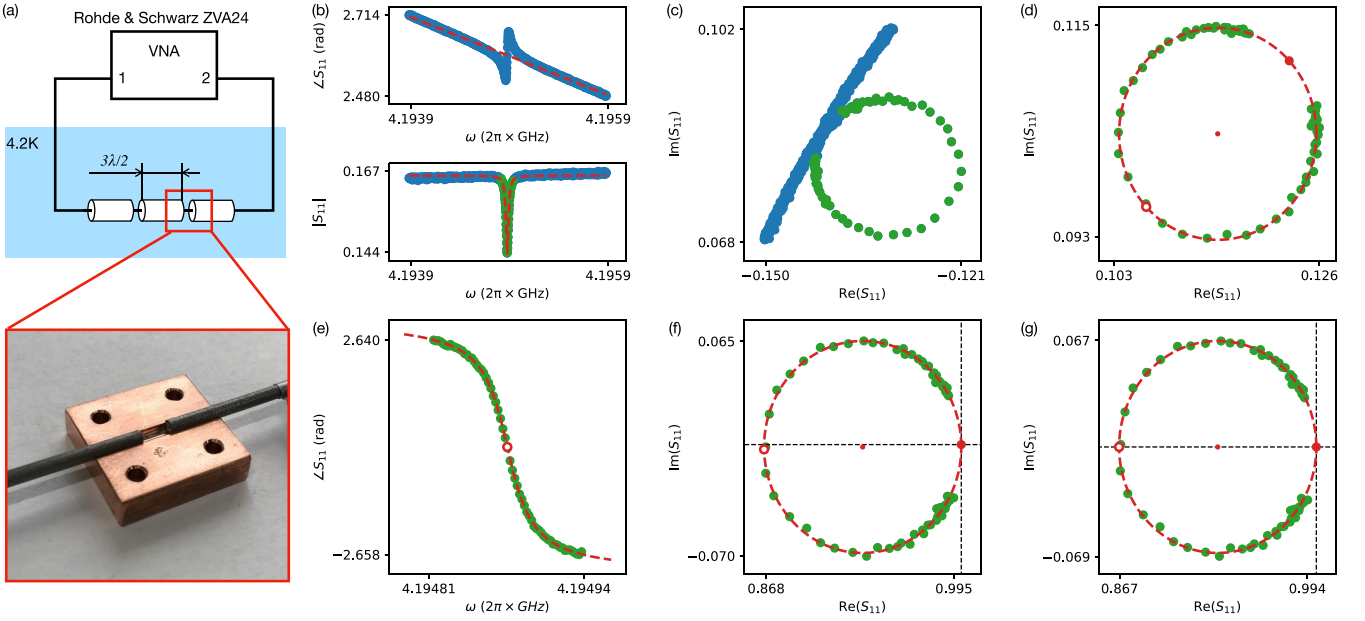 (a)
Rohde & Schwarz ZVA24
VNA
1 2
4.2K
3λ/2
(b)
2.714
2.480
∠S₁₁ (rad)
4.1939 4.1959
ω (2π × GHz)
0.167
0.144
|S₁₁|
4.1939 4.1959
ω (2π × GHz)
(c)
0.102
0.068
Im(S₁₁)
−0.150 −0.121
Re(S₁₁)
(d)
0.115
0.093
Im(S₁₁)
0.103 0.126
Re(S₁₁)
(e)
2.640
−2.658
∠S₁₁ (rad)
4.19481 4.19494
ω (2π × GHz)
(f)
0.065
−0.070
Im(S₁₁)
0.868 0.995
Re(S₁₁)
(g)
0.067
−0.069
Im(S₁₁)
0.867 0.994
Re(S₁₁)